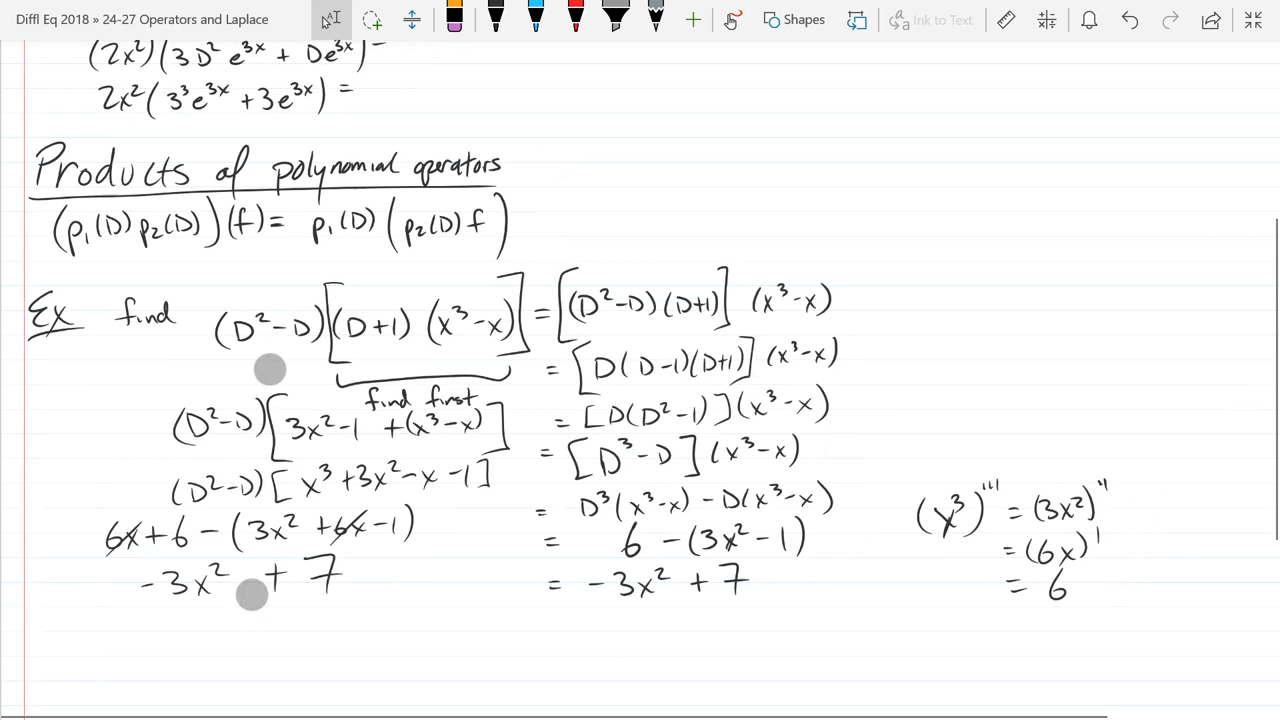 Diffl Eq 2018 » 24-27 Operators and Laplace
Shapes
Ink to Text
(2x²)(3D² e³ˣ + De³ˣ) =
2x²(3³e³ˣ + 3e³ˣ) =
Products of polynomial operators
(p₁(D) p₂(D))(f) = p₁(D) (p₂(D) f)
Ex find (D²-D)[(D+1) (x³-x)] = [(D²-D)(D+1)] (x³-x)
find first
= [D(D-1)(D+1)] (x³-x)
(D²-D)[3x²-1 +(x³-x)]
= [D(D²-1)](x³-x)
(D²-D)[x³+3x²-x-1]
= [D³-D](x³-x)
6x+6-(3x²+6x-1)
= D³(x³-x) - D(x³-x)
-3x² + 7
= 6 -(3x²-1)
= -3x² + 7
(x³)''' = (3x²)''
= (6x)'
= 6